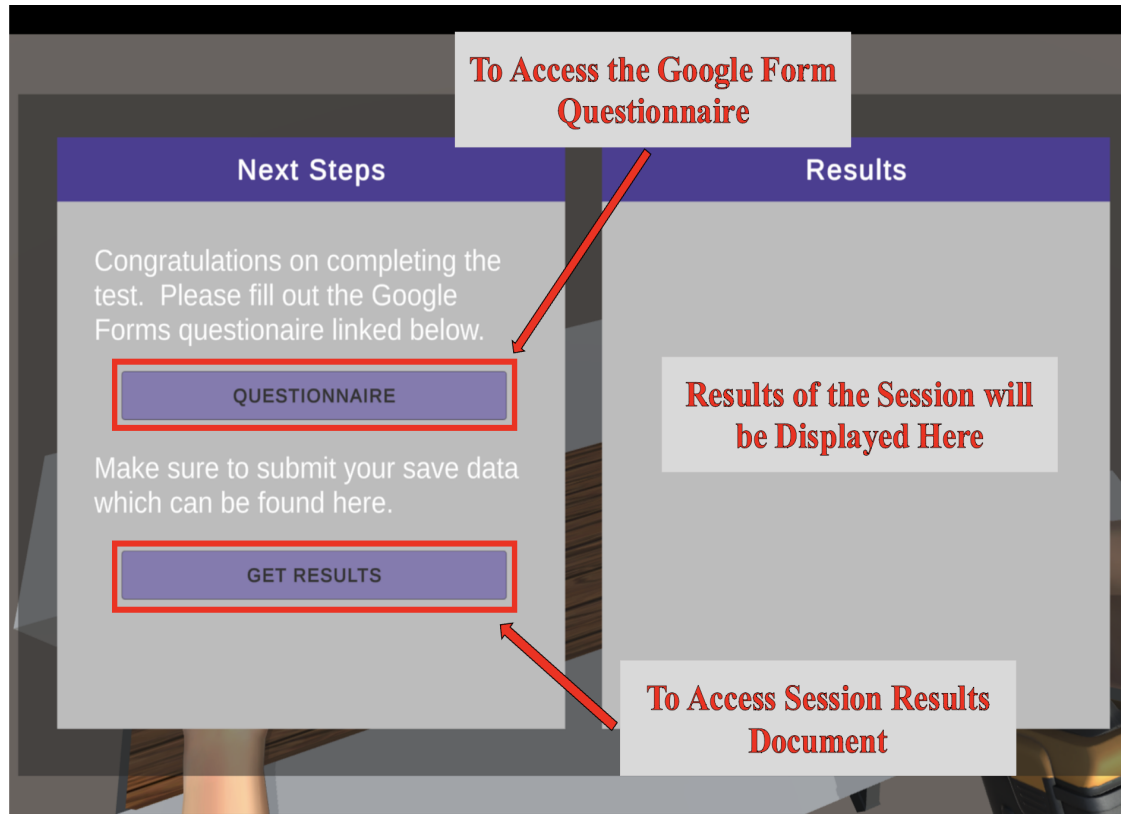 To Access the Google Form
Questionnaire
Next Steps
Results
Congratulations on completing the
test.  Please fill out the Google
Forms questionaire linked below.
QUESTIONNAIRE
Make sure to submit your save data
which can be found here.
GET RESULTS
Results of the Session will
be Displayed Here
To Access Session Results
Document